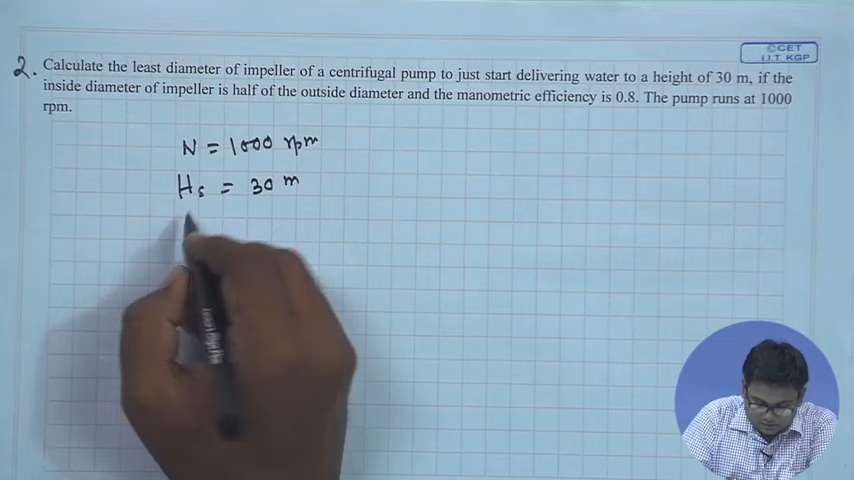 ©CET
I.I.T. KGP
2. Calculate the least diameter of impeller of a centrifugal pump to just start delivering water to a height of 30 m, if the
inside diameter of impeller is half of the outside diameter and the manometric efficiency is 0.8. The pump runs at 1000
rpm.
N = 1000 rpm
Hs = 30 m